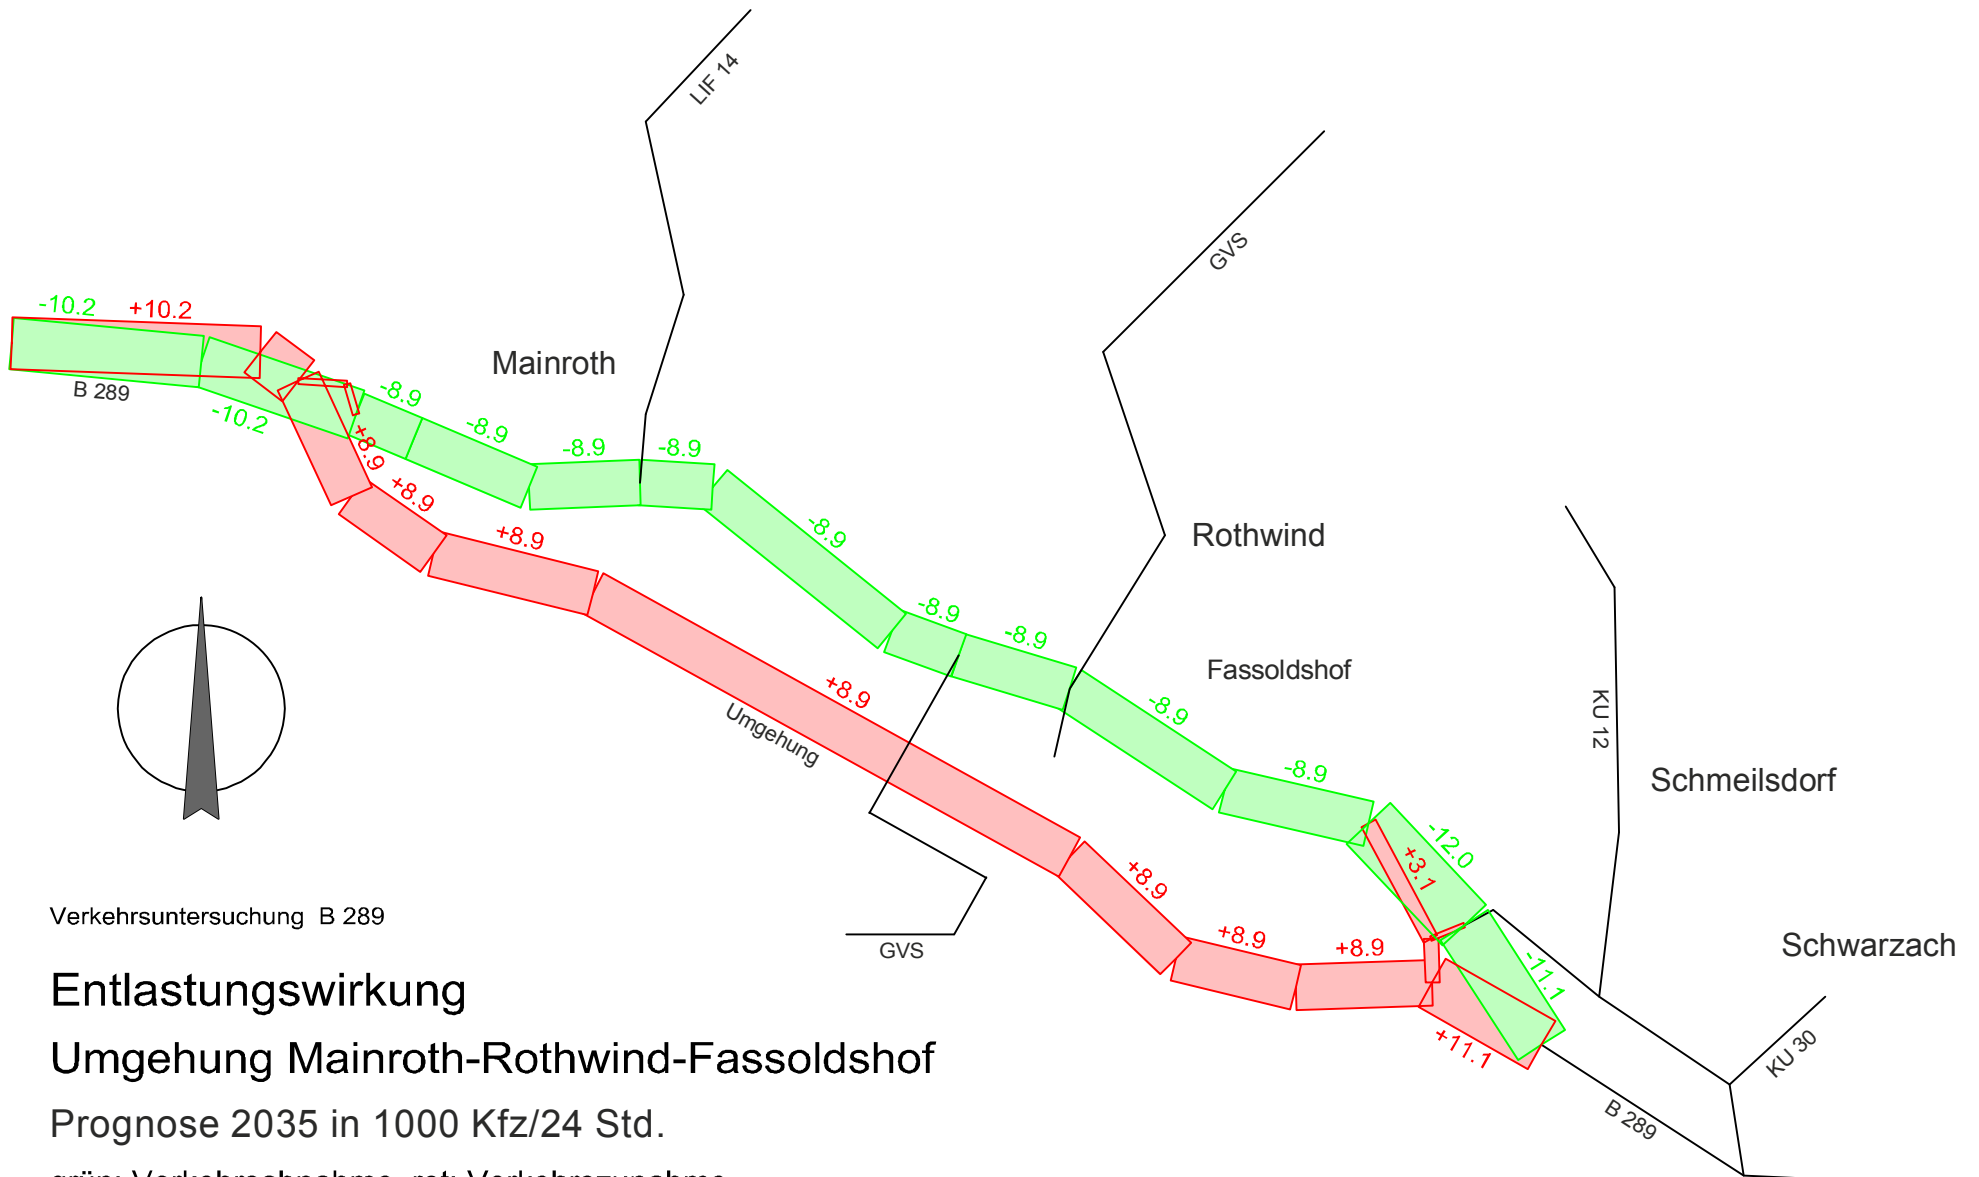 LIF 14
GVS
-10.2
+10.2
B 289
-10.2
Mainroth
-8.9
-8.9
-8.9
-8.9
+8.9
+8.9
+8.9
-8.9
Rothwind
-8.9
-8.9
Fassoldshof
+8.9
Umgehung
-8.9
KU 12
-8.9
Schmeilsdorf
-12.0
+3.1
+8.9
Verkehrsuntersuchung B 289
GVS
+8.9
+8.9
-11.1
Schwarzach
Entlastungswirkung
+11.1
KU 30
Umgehung Mainroth-Rothwind-Fassoldshof
B 289
Prognose 2035 in 1000 Kfz/24 Std.
grün: Verkehrsabnahme, rot: Verkehrszunahme